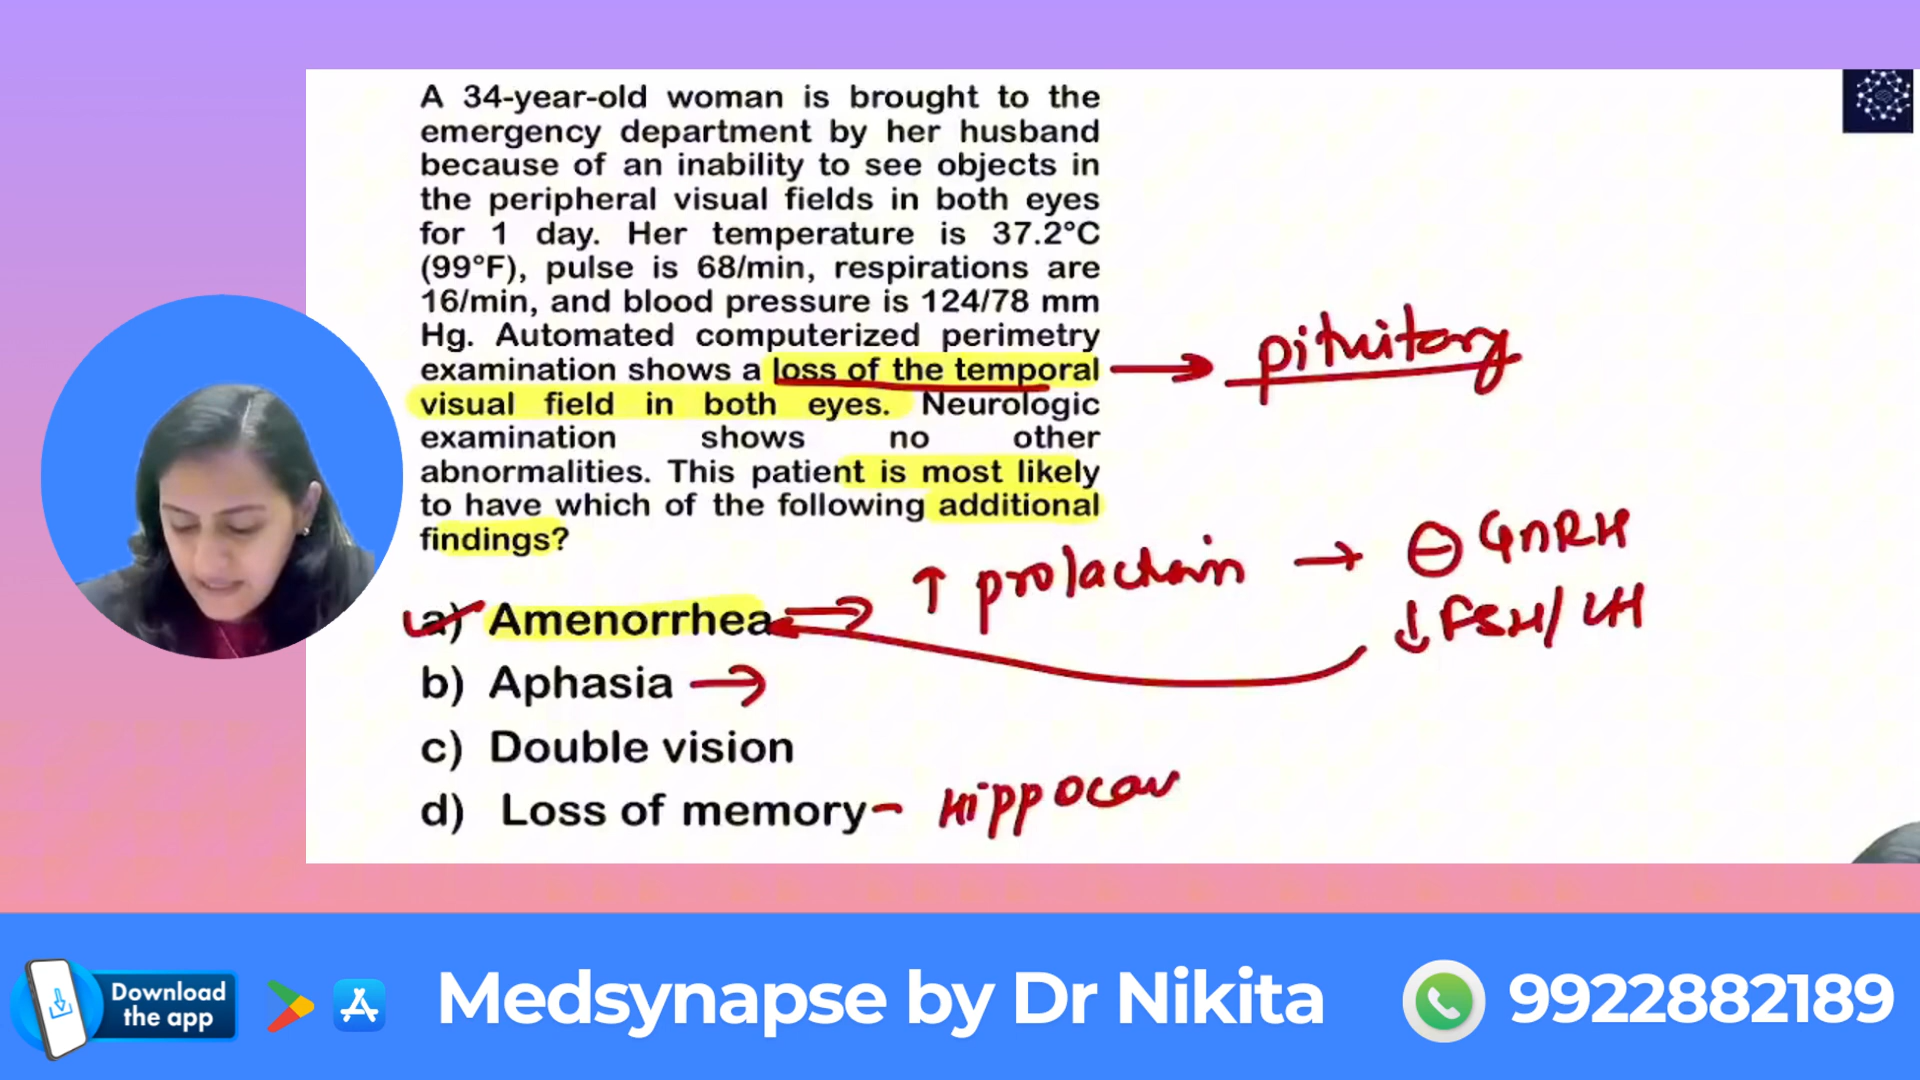 A 34-year-old woman is brought to the
emergency department by her husband
because of an inability to see objects in
the peripheral visual fields in both eyes
for 1 day. Her temperature is 37.2°C
(99°F), pulse is 68/min, respirations are
16/min, and blood pressure is 124/78 mm
Hg. Automated computerized perimetry
examination shows a loss of the temporal → pituitary
visual field in both eyes. Neurologic
examination shows no other
abnormalities. This patient is most likely
to have which of the following additional
findings?
a) Amenorrhea ↑ → ⊖ GnRH
↓ FSH/LH
b) Aphasia →
c) Double vision
d) Loss of memory -
Download
the app
Medsynapse by Dr Nikita
9922882189